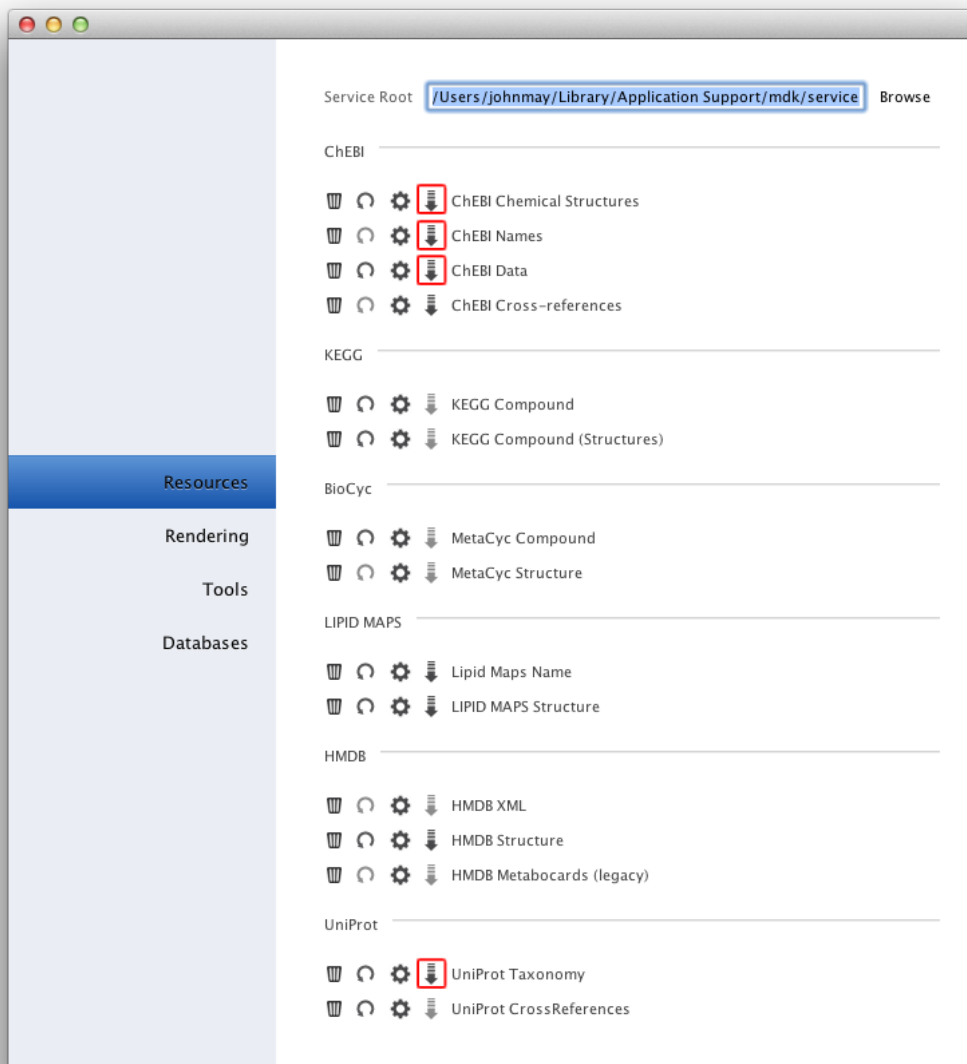 Service Root /Users/johnmay/Library/Application Support/mdk/service Browse
ChEBI
ChEBI Chemical Structures
ChEBI Names
ChEBI Data
ChEBI Cross-references
KEGG
KEGG Compound
KEGG Compound (Structures)
Resources
BioCyc
Rendering
MetaCyc Compound
MetaCyc Structure
Tools
LIPID MAPS
Databases
Lipid Maps Name
LIPID MAPS Structure
HMDB
HMDB XML
HMDB Structure
HMDB Metabocards (legacy)
UniProt
UniProt Taxonomy
UniProt CrossReferences